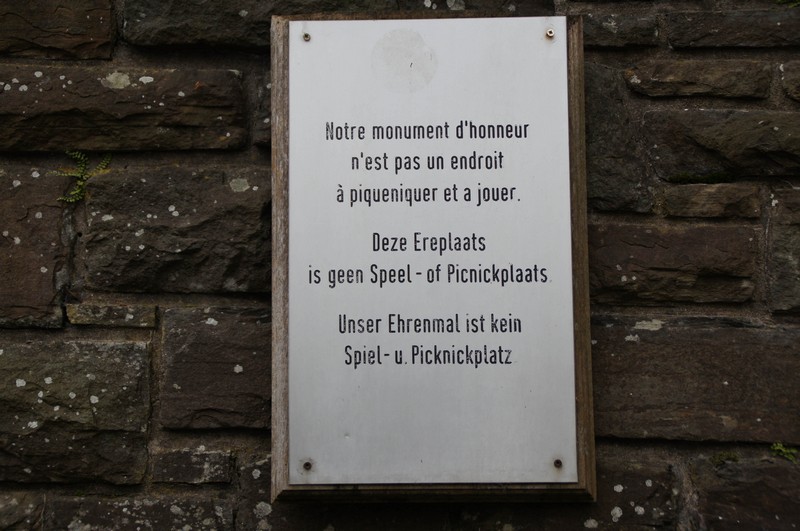 Notre monument d'honneur
n'est pas un endroit
à piqueniquer et a jouer.
Deze Ereplaats
is geen Speel- of Picnickplaats
Unser Ehrenmal ist kein
Spiel- u. Picknickplatz